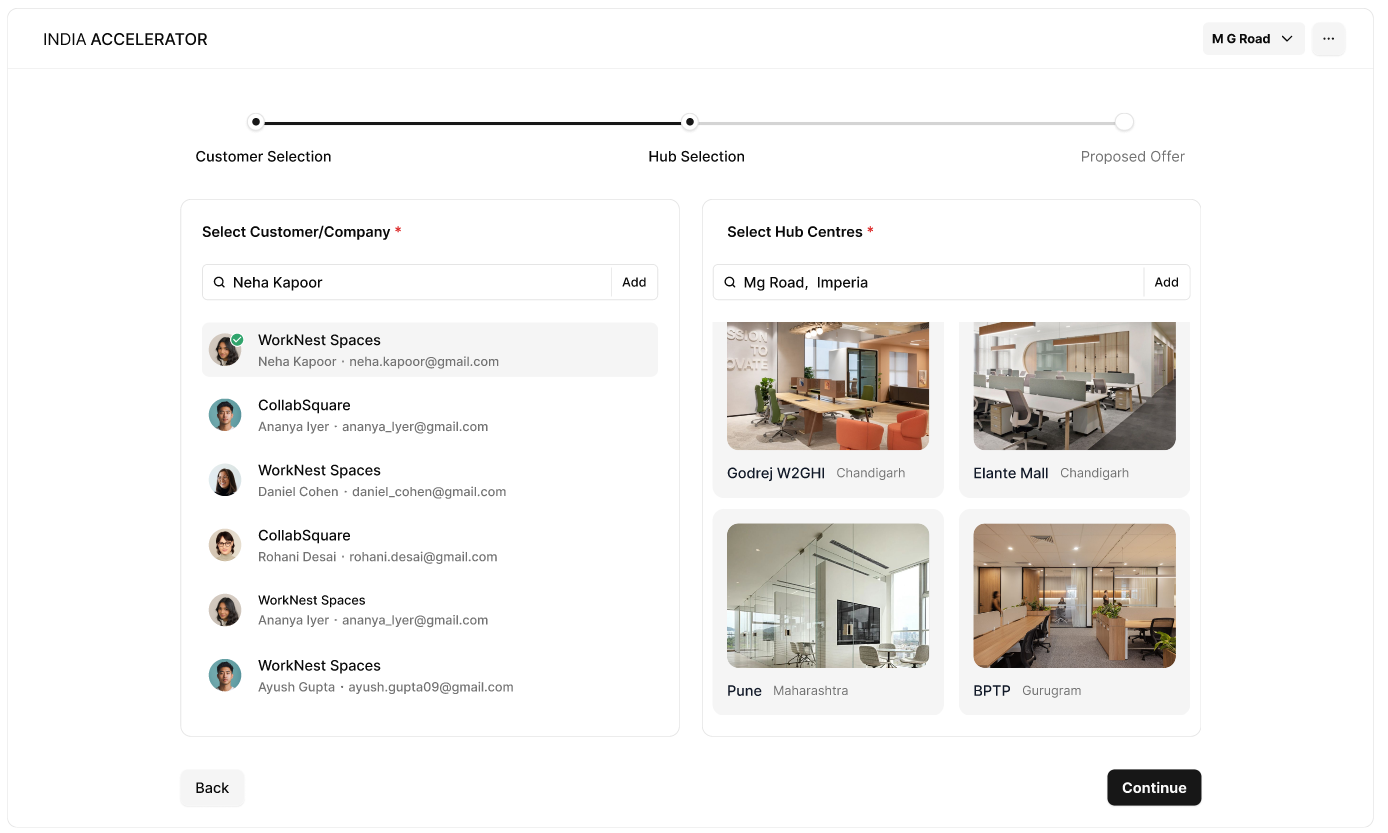 INDIA ACCELERATOR
M G Road
Customer Selection
Hub Selection
Proposed Offer
Select Customer/Company *
Neha Kapoor
Add
WorkNest Spaces
Neha Kapoor · neha.kapoor@gmail.com
CollabSquare
Ananya Iyer · ananya_Iyer@gmail.com
WorkNest Spaces
Daniel Cohen · daniel_cohen@gmail.com
CollabSquare
Rohani Desai · rohani.desai@gmail.com
WorkNest Spaces
Ananya Iyer · ananya_Iyer@gmail.com
WorkNest Spaces
Ayush Gupta · ayush.gupta09@gmail.com
Select Hub Centres *
Mg Road,  Imperia
Add
SSION
TO
OVATE
Godrej W2GHI Chandigarh
Elante Mall Chandigarh
Pune Maharashtra
BPTP Gurugram
Back
Continue